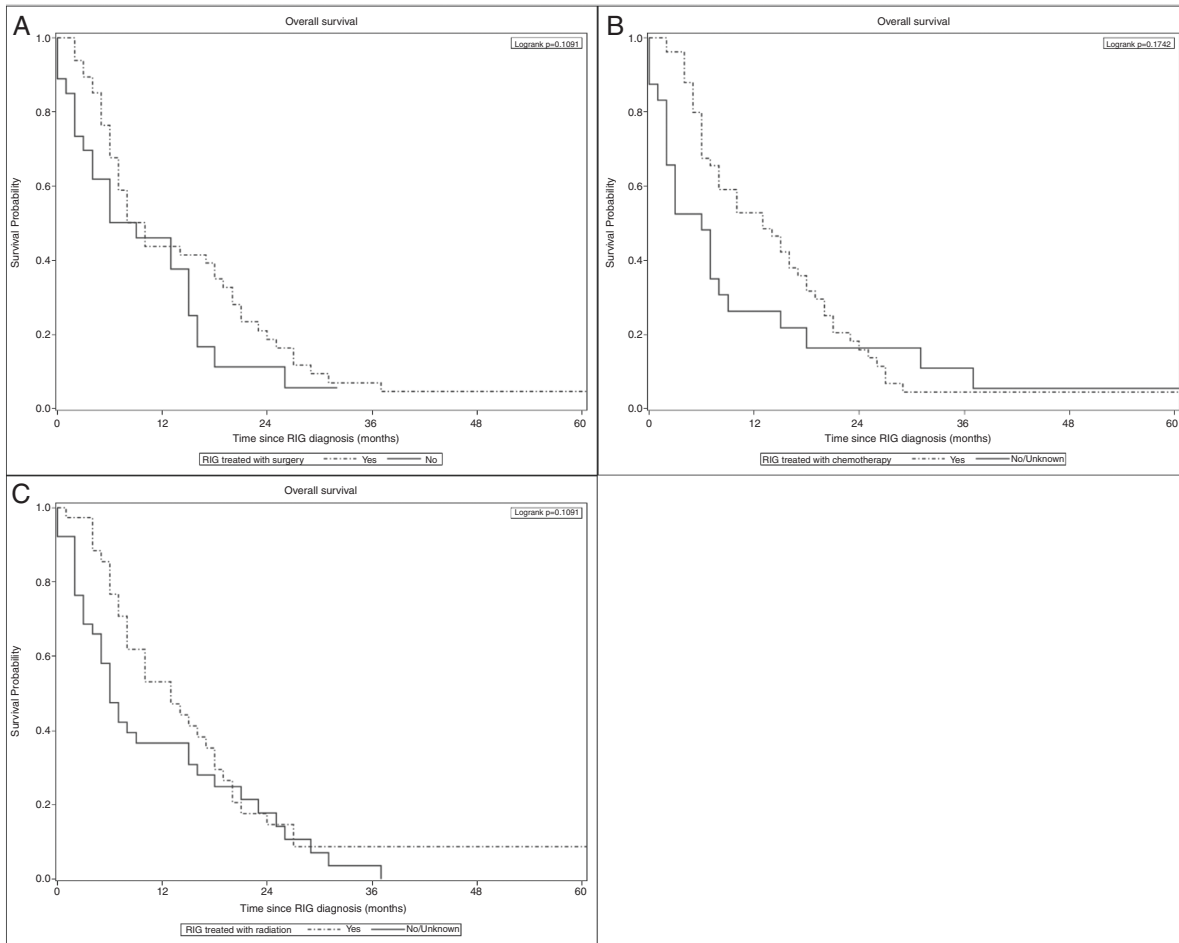 A
Overall survival
Logrank p=0.1091
1.0
0.8
0.6
0.4
0.2
0.0
Survival Probability
0 12 24 36 48 60
Time since RIG diagnosis (months)
RIG treated with surgery Yes No
B
Overall survival
Logrank p=0.1742
1.0
0.8
0.6
0.4
0.2
0.0
Survival Probability
0 12 24 36 48 60
Time since RIG diagnosis (months)
RIG treated with chemotherapy Yes No/Unknown
C
Overall survival
Logrank p=0.1091
1.0
0.8
0.6
0.4
0.2
0.0
Survival Probability
0 12 24 36 48 60
Time since RIG diagnosis (months)
RIG treated with radiation Yes No/Unknown